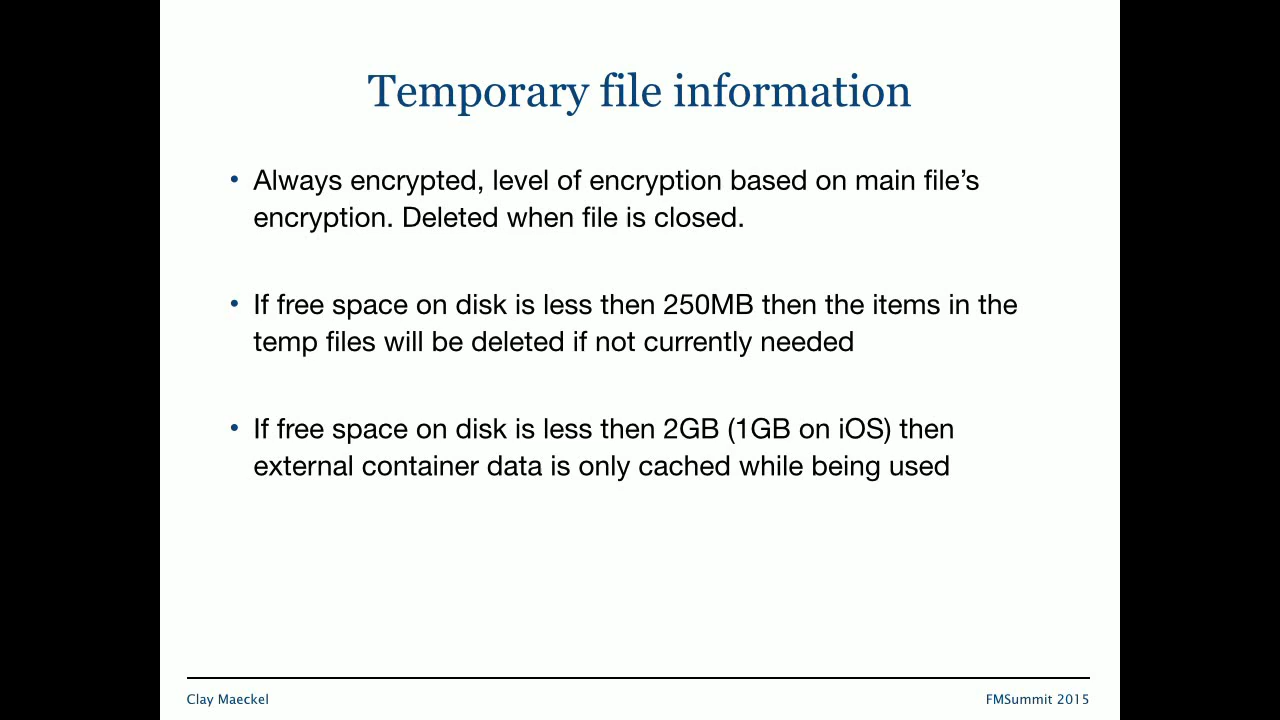 Temporary file information
• Always encrypted, level of encryption based on main file’s
encryption. Deleted when file is closed.
• If free space on disk is less then 250MB then the items in the
temp files will be deleted if not currently needed
• If free space on disk is less then 2GB (1GB on iOS) then
external container data is only cached while being used
Clay Maeckel
FMSummit 2015